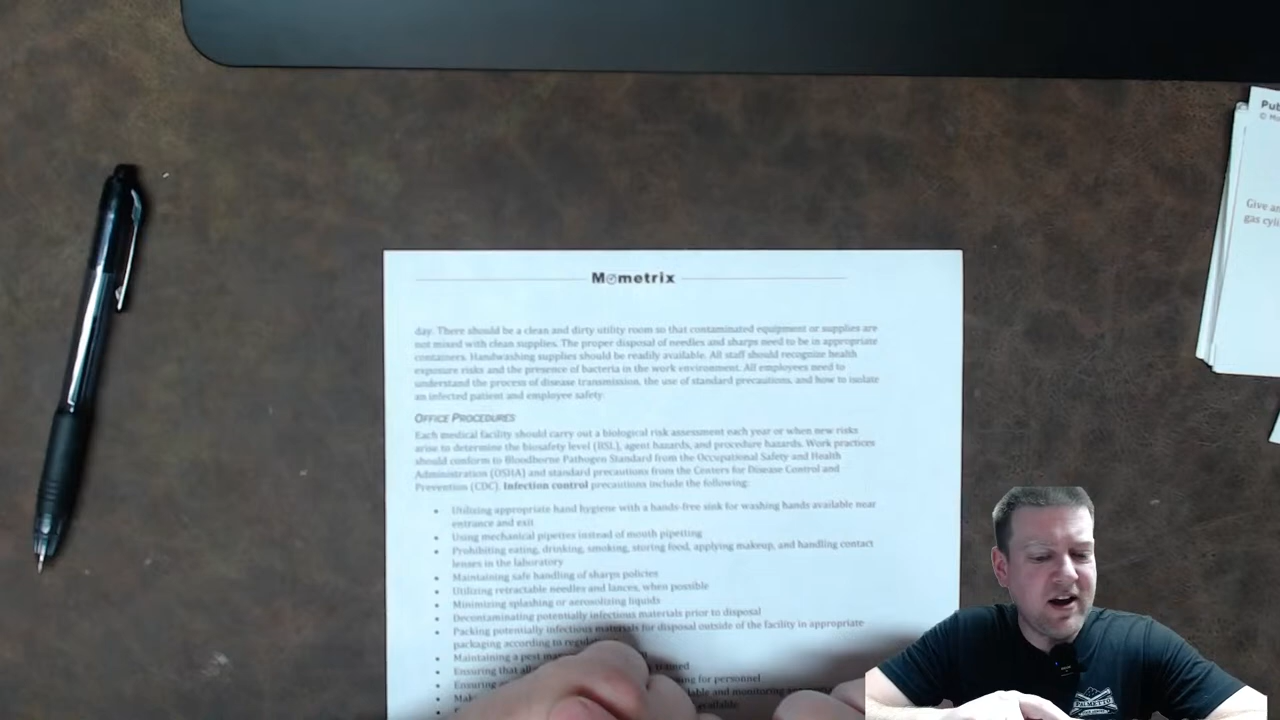 Mometrix
day. There should be a clean and dirty utility room so that contaminated equipment or supplies are
not mixed with clean supplies. The proper disposal of needles and sharps need to be in appropriate
containers. Handwashing supplies should be readily available. All staff should recognize health
exposure risks and the presence of bacteria in the work environment. All employees need to
understand the process of disease transmission, the use of standard precautions, and how to isolate
an infected patient and employee safety.
OFFICE PROCEDURES
Each medical facility should carry out a biological risk assessment each year or when new risks
arise to determine the biosafety level (BSL), agent hazards, and procedure hazards. Work practices
should conform to Bloodborne Pathogen Standard from the Occupational Safety and Health
Administration (OSHA) and standard precautions from the Centers for Disease Control and
Prevention (CDC). Infection control precautions include the following:
• Utilizing appropriate hand hygiene with a hands-free sink for washing hands available near
entrance and exit
• Using mechanical pipettes instead of mouth pipetting
• Prohibiting eating, drinking, smoking, storing food, applying makeup, and handling contact
lenses in the laboratory
• Maintaining safe handling of sharps policies
• Utilizing retractable needles and lances, when possible
• Minimizing splashing or aerosolizing liquids
• Decontaminating potentially infectious materials prior to disposal
• Packing potentially infectious materials for disposal outside of the facility in appropriate
packaging according to
• Maintaining a pest
• Ensuring that all trained
• for personnel
• and monitoring
• available
Give
gas
PALMETTO